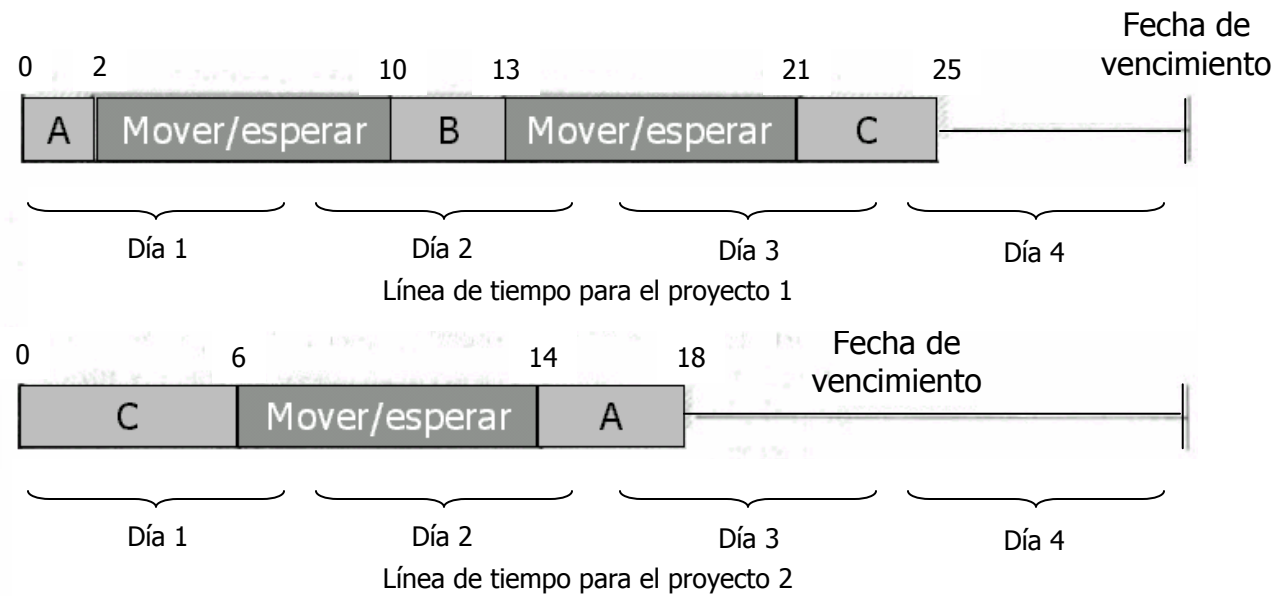 Fecha de
vencimiento
0 2 10 13 21 25
A Mover/esperar B Mover/esperar C
Día 1 Día 2 Día 3 Día 4
Línea de tiempo para el proyecto 1
Fecha de
vencimiento
0 6 14 18
C Mover/esperar A
Día 1 Día 2 Día 3 Día 4
Línea de tiempo para el proyecto 2